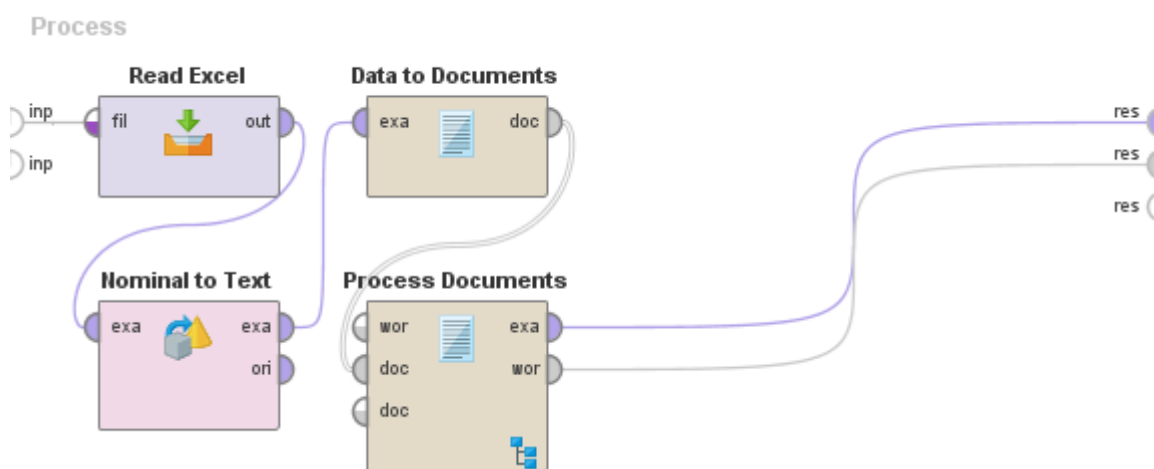 Process
Read Excel
Data to Documents
inp
fil
out
exa
doc
res
inp
res
res
Nominal to Text
Process Documents
exa
exa
wor
exa
ori
doc
wor
doc